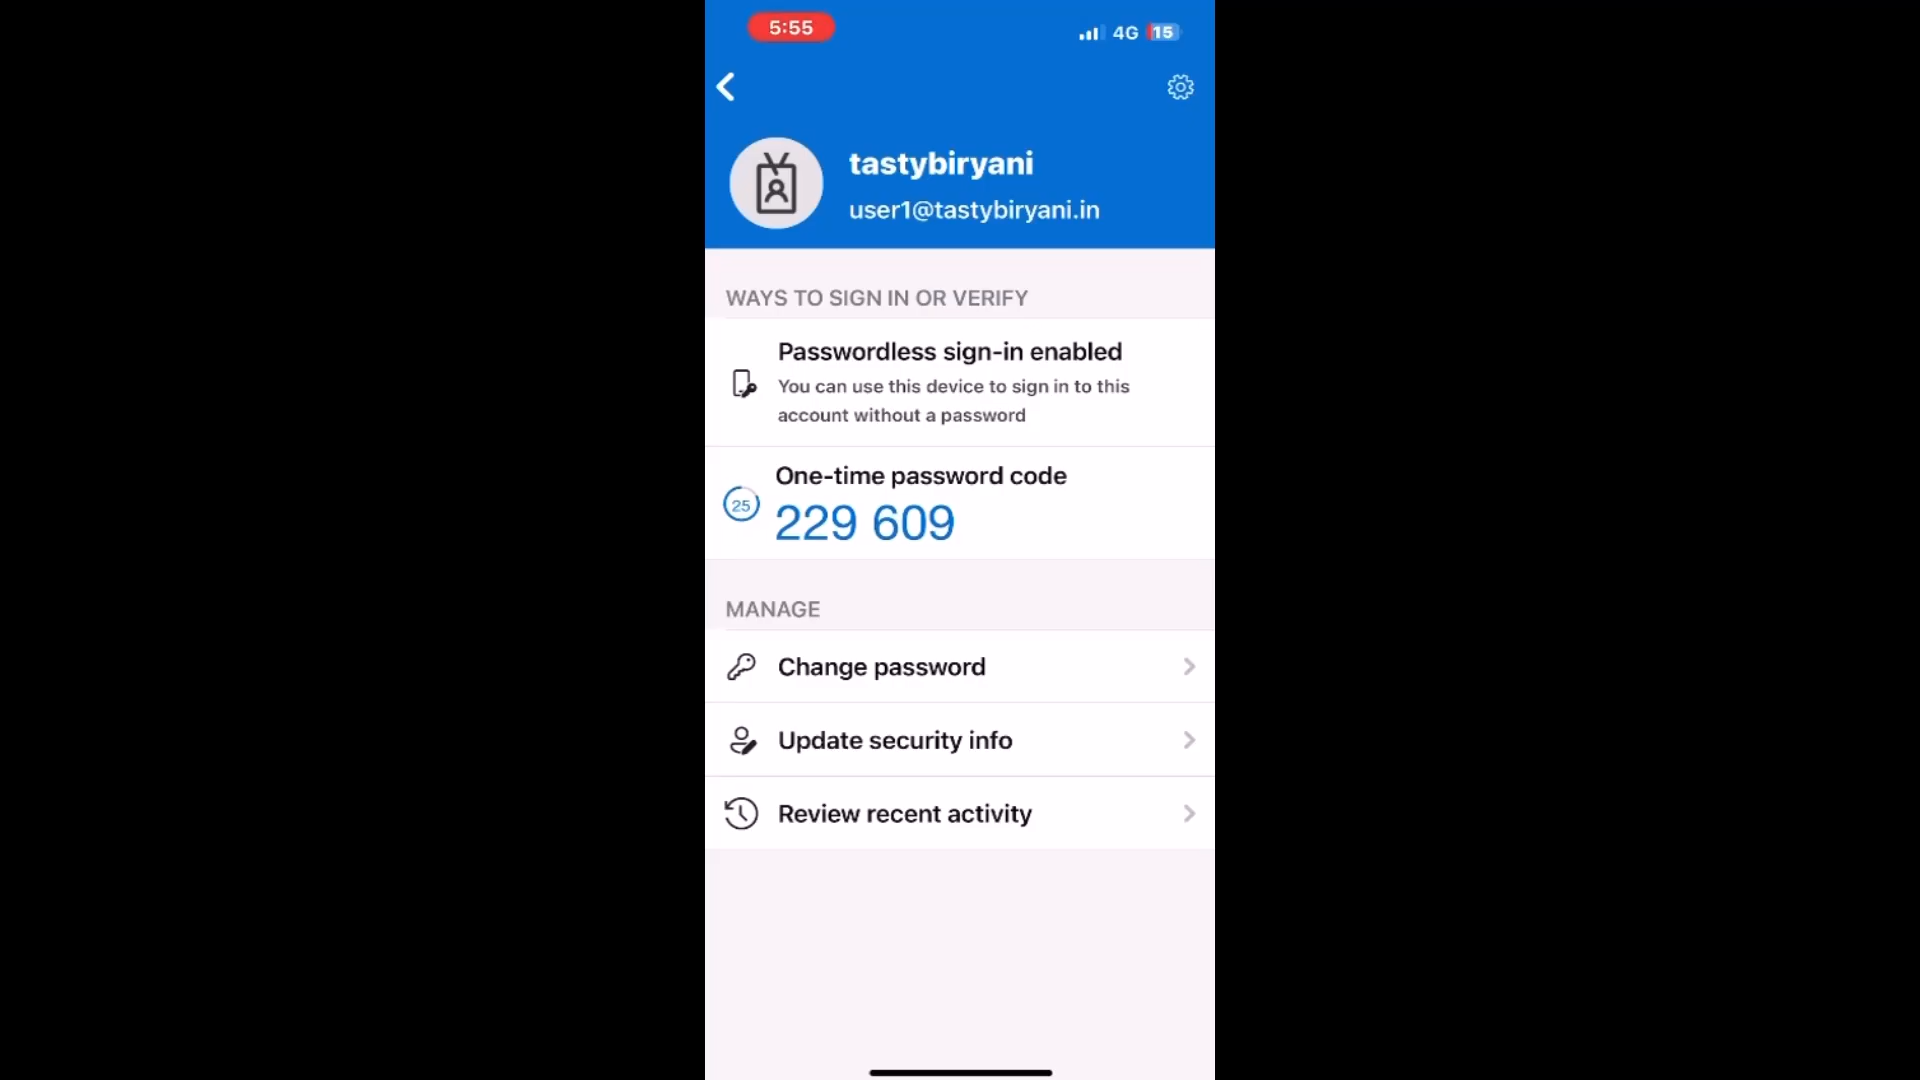 5:55
4G 15
tastybiryani
user1@tastybiryani.in
WAYS TO SIGN IN OR VERIFY
Passwordless sign-in enabled
You can use this device to sign in to this
account without a password
One-time password code
25
229 609
MANAGE
Change password
Update security info
Review recent activity